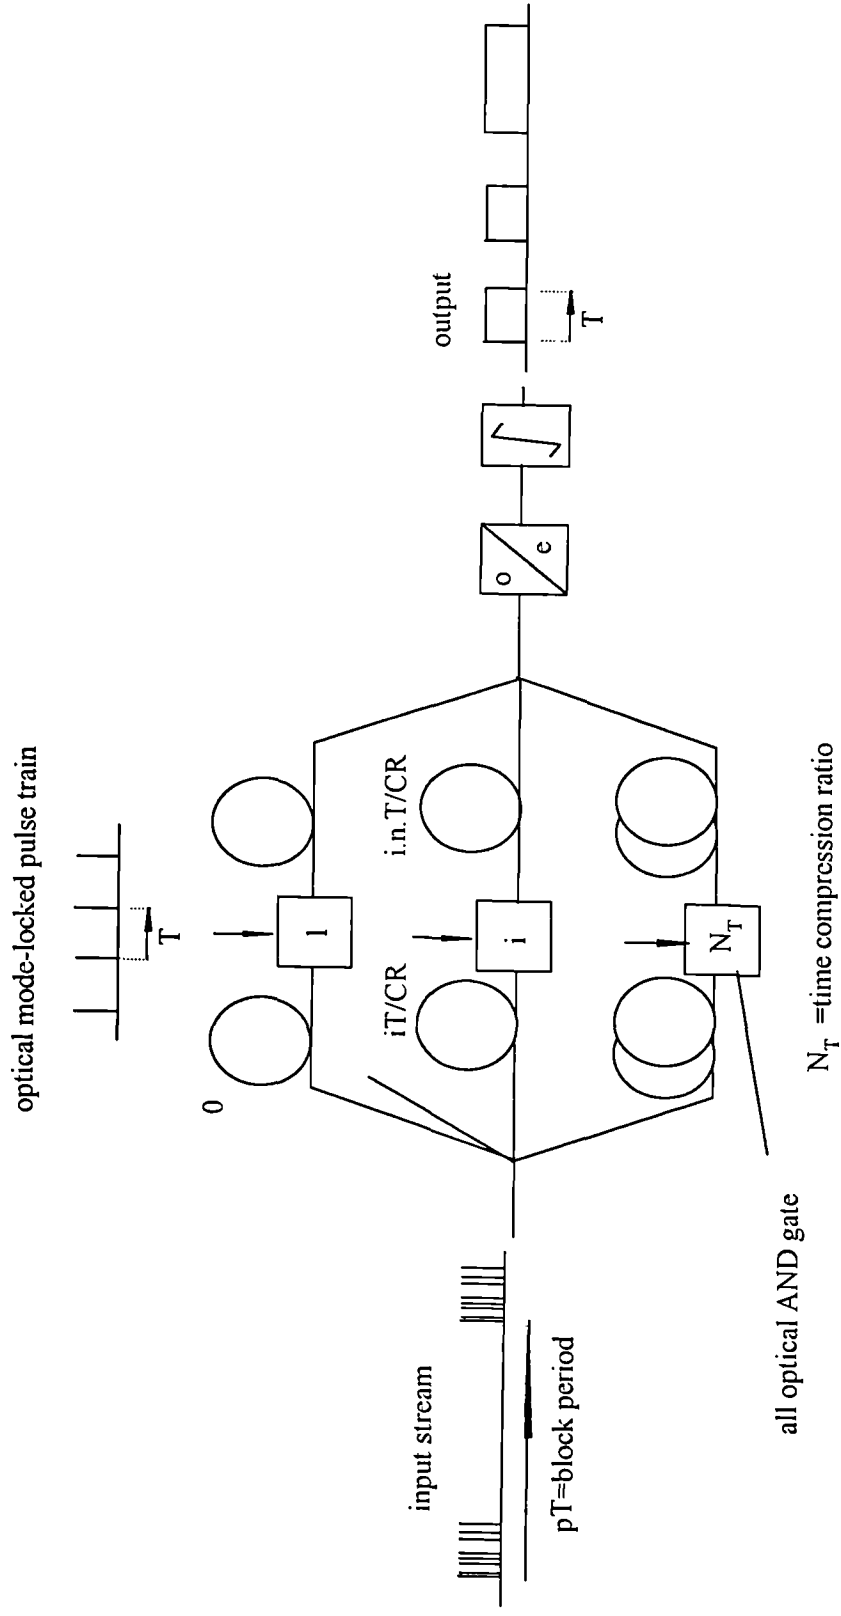 optical mode-locked pulse train
T
0
1
iT/CR
i
i.n.T/CR
N_T
input stream
pT=block period
all optical AND gate
N_T =time compression ratio
o
e
∫
output
T